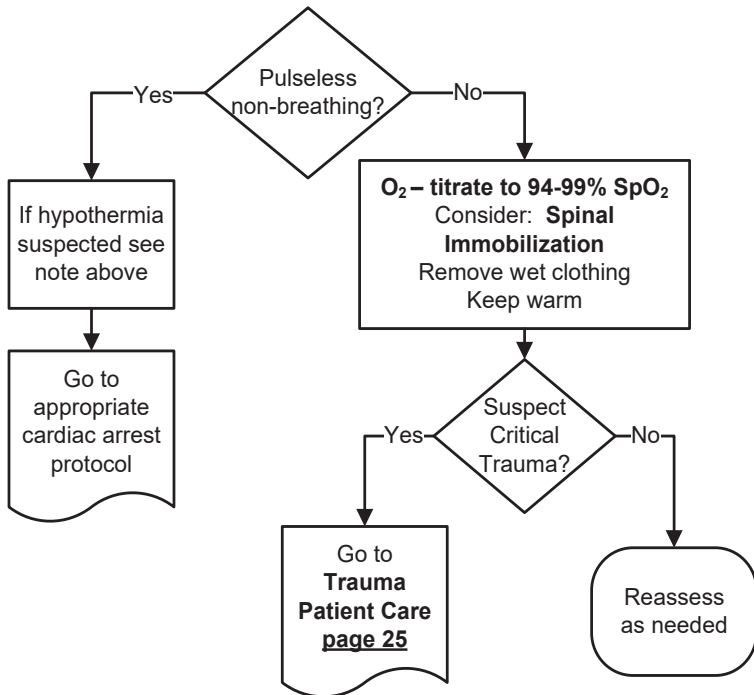 Pulseless
non-breathing?
Yes
No
If hypothermia
suspected see
note above
Go to
appropriate
cardiac arrest
protocol
O₂ – titrate to 94-99% SpO₂
Consider: Spinal
Immobilization
Remove wet clothing
Keep warm
Suspect
Critical
Trauma?
Yes
No
Go to
Trauma
Patient Care
page 25
Reassess
as needed